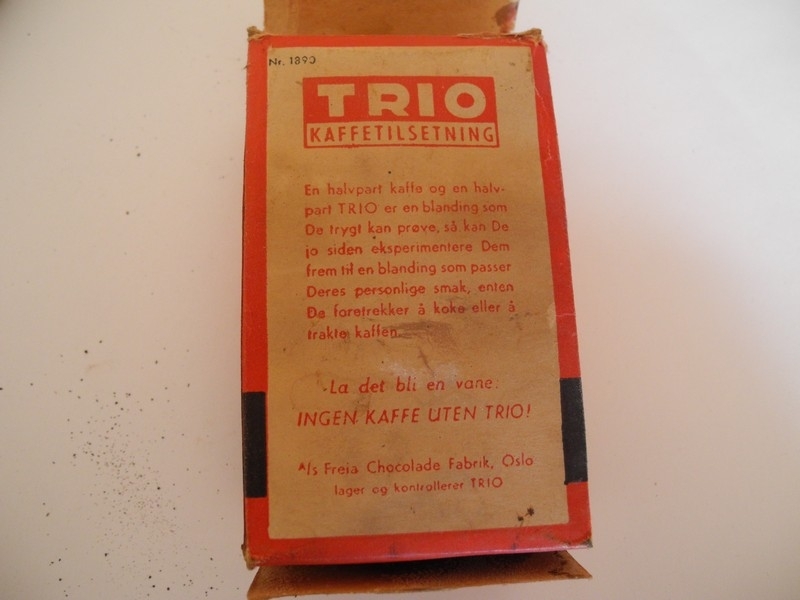 Nr. 1890
TRIO
KAFFETILSETNING
En halvpart kaffe og en halv-
part TRIO er en blanding som
De trygt kan prøve, så kan De
jo siden eksperimentere Dem
frem til en blanding som passer
Deres personlige smak, enten
De foretrekker å koke eller å
trakte kaffen.
La det bli en vane:
INGEN KAFFE UTEN TRIO!
A/s Freia Chocolade Fabrik, Oslo
lager og kontrollerer TRIO